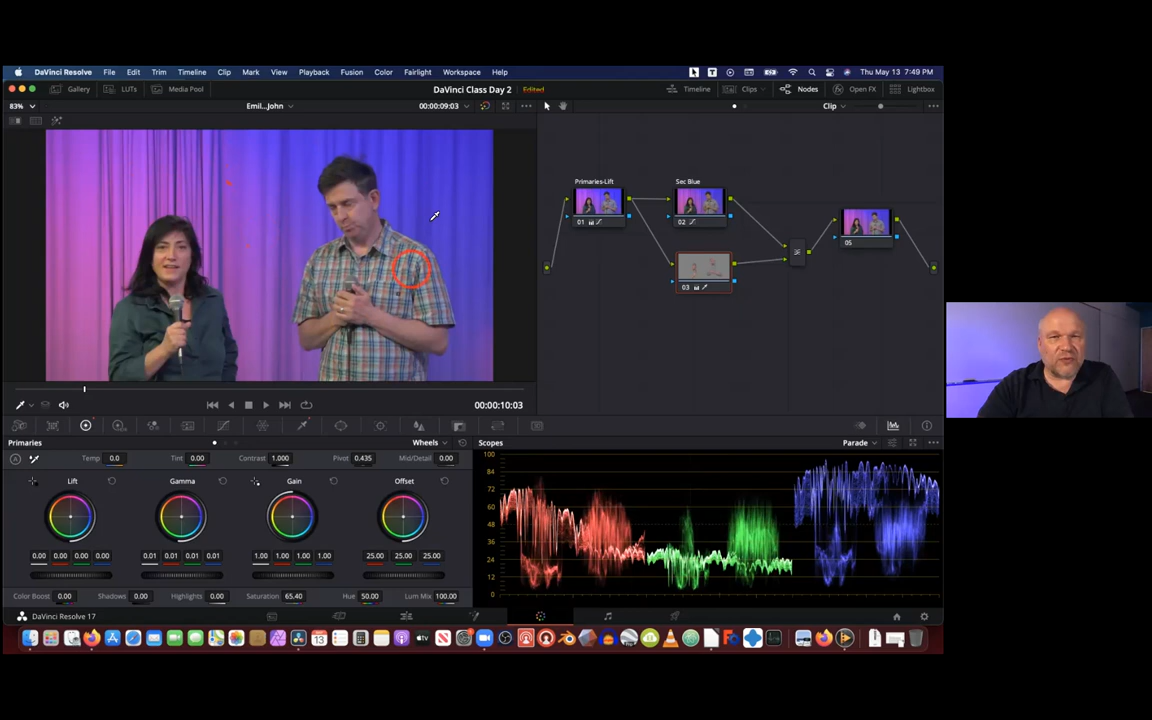 DaVinci Resolve File Edit Trim Timeline Clip Mark View Playback Fusion Color Fairlight Workspace Help Thu May 13 7:49 PM
Gallery LUTs Media Pool DaVinci Class Day 2 Edited Timeline Clips Nodes Open FX Lightbox
83% Emil...John 00:00:09:03 Clip
Primaries-Lift Sec Blue
01 02
05
03
00:00:10:03
Primaries Wheels Scopes Parade
Temp 0.0 Tint 0.00 Contrast 1.000 Pivot 0.435 Mid/Detail 0.00
Lift Gamma Gain Offset
0.00 0.00 0.00 0.00 0.01 0.01 0.01 0.01 1.00 1.00 1.00 1.00 25.00 25.00 25.00
Color Boost 0.00 Shadows 0.00 Highlights 0.00 Saturation 65.40 Hue 50.00 Lum Mix 100.00
100
84
72
60
48
36
24
12
0
DaVinci Resolve 17
13